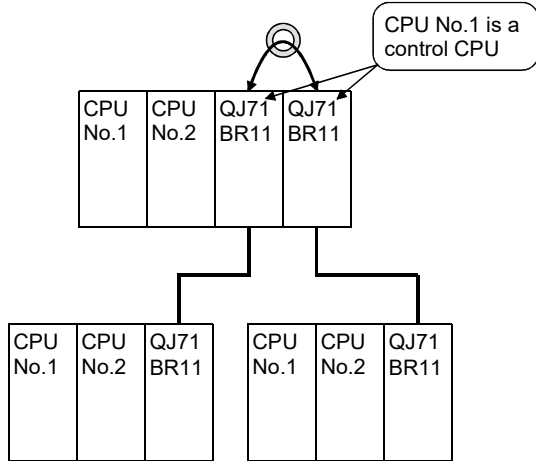 CPU No.1 is a
control CPU
CPU
No.1
CPU
No.2
QJ71
BR11
QJ71
BR11
CPU
No.1
CPU
No.2
QJ71
BR11
CPU
No.1
CPU
No.2
QJ71
BR11